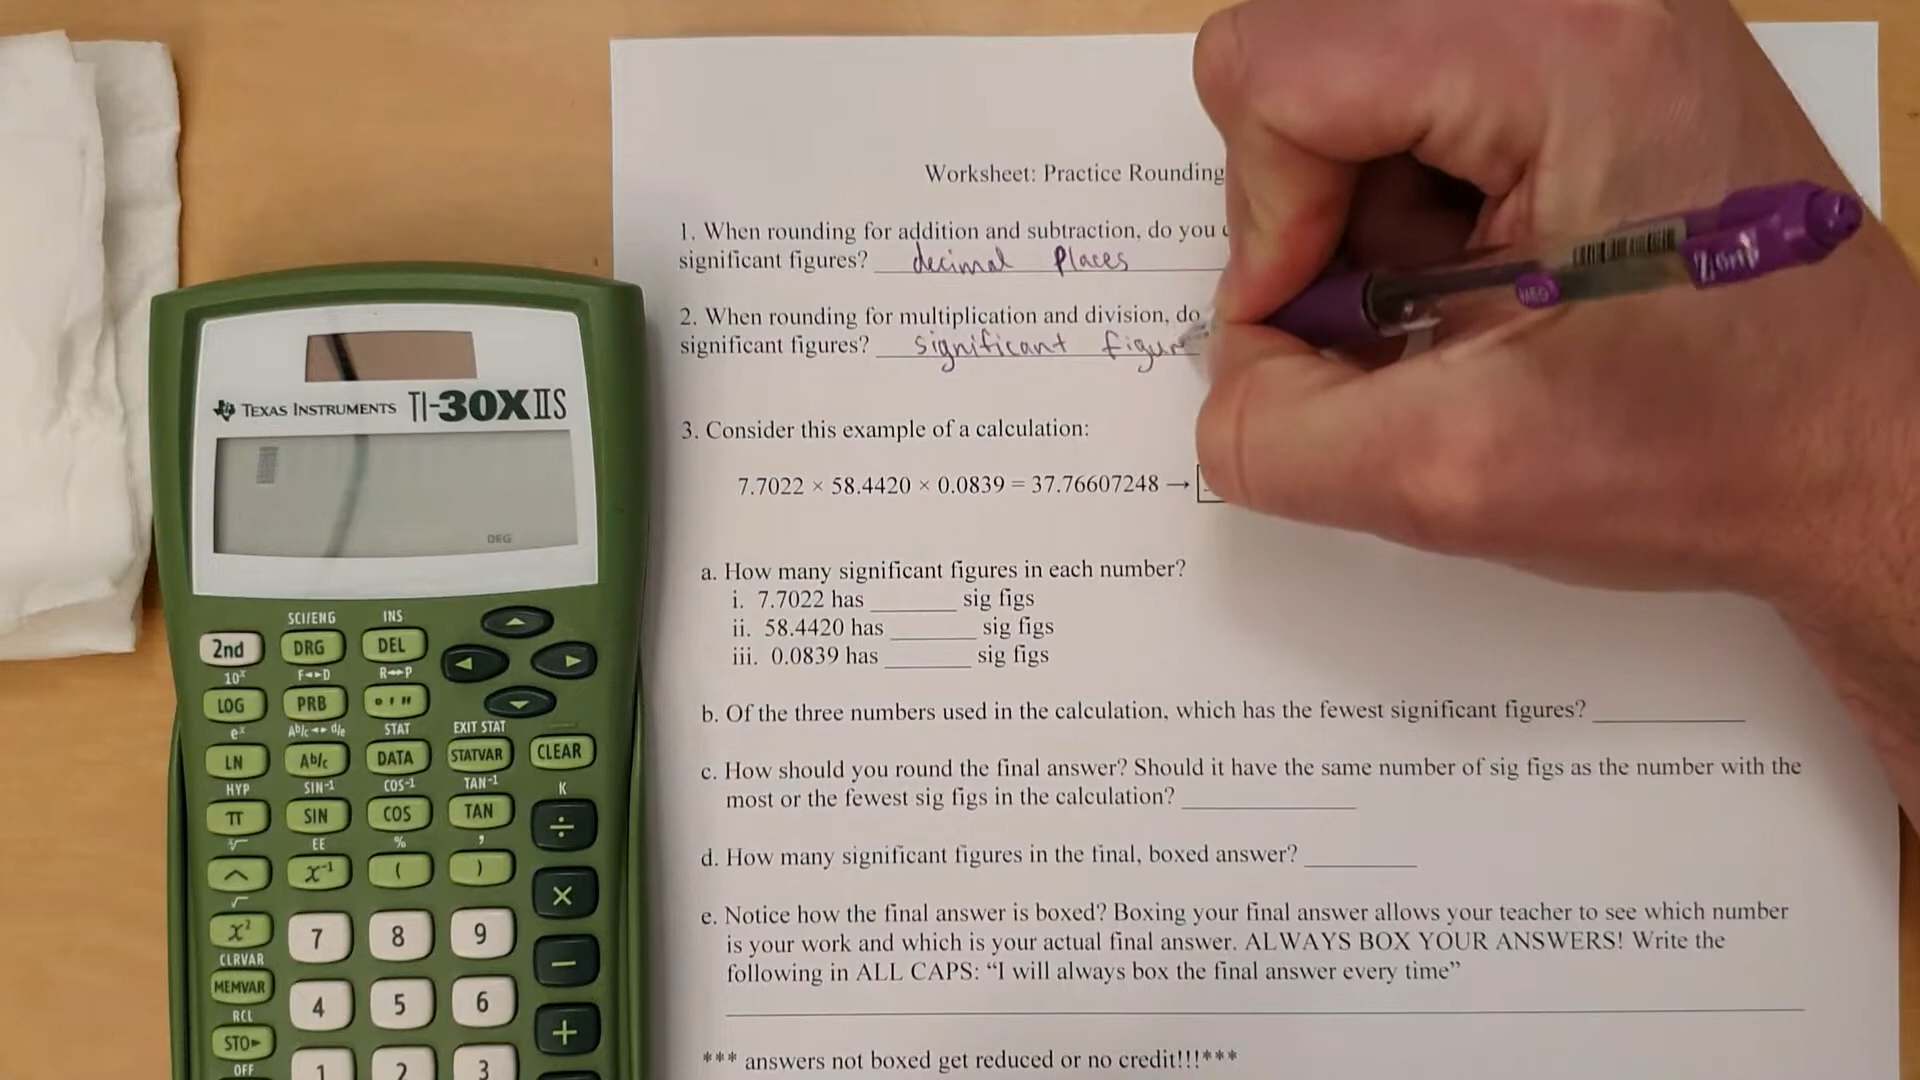 Worksheet: Practice Rounding
1. When rounding for addition and subtraction, do you
significant figures? decimal Places
2. When rounding for multiplication and division, do
significant figures? significant figur
3. Consider this example of a calculation:
7.7022 × 58.4420 × 0.0839 = 37.76607248 →
a. How many significant figures in each number?
i. 7.7022 has ________ sig figs
ii. 58.4420 has ________ sig figs
iii. 0.0839 has ________ sig figs
b. Of the three numbers used in the calculation, which has the fewest significant figures? ______________
c. How should you round the final answer? Should it have the same number of sig figs as the number with the
most or the fewest sig figs in the calculation? ________________
d. How many significant figures in the final, boxed answer? __________
e. Notice how the final answer is boxed? Boxing your final answer allows your teacher to see which number
is your work and which is your actual final answer. ALWAYS BOX YOUR ANSWERS! Write the
following in ALL CAPS: “I will always box the final answer every time”
*** answers not boxed get reduced or no credit!!!***
TEXAS INSTRUMENTS TI-30X IIS
DEG
SCI/ENG INS
2nd DRG DEL
10ˣ F◄►D R◄►P
LOG PRB ° ' "
eˣ Ab/c ◄► d/e STAT EXIT STAT
LN Ab/c DATA STATVAR CLEAR
HYP SIN⁻¹ COS⁻¹ TAN⁻¹ K
π SIN COS TAN ÷
EE % ,
^ x⁻¹ ( ) ×
√
x² 7 8 9 −
CLRVAR
MEMVAR 4 5 6 +
RCL
STO► 1 2 3
OFF